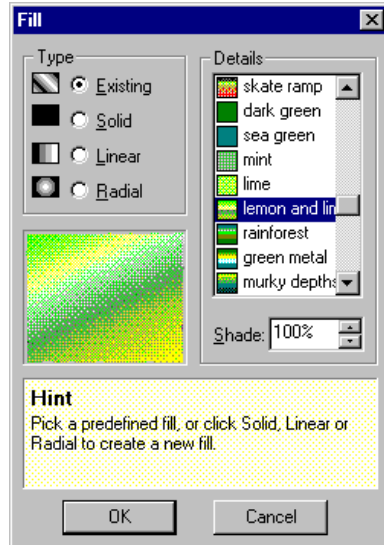 Fill
Type
Existing
Solid
Linear
Radial
Details
skate ramp
dark green
sea green
mint
lime
lemon and lin
rainforest
green metal
murky depths
Shade: 100%
Hint
Pick a predefined fill, or click Solid, Linear or
Radial to create a new fill.
OK
Cancel